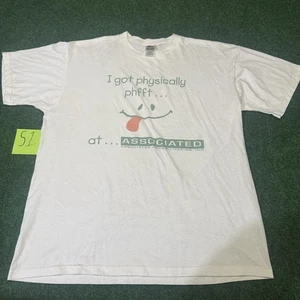 I got physically
phfft...
at... ASSOCIATED
51